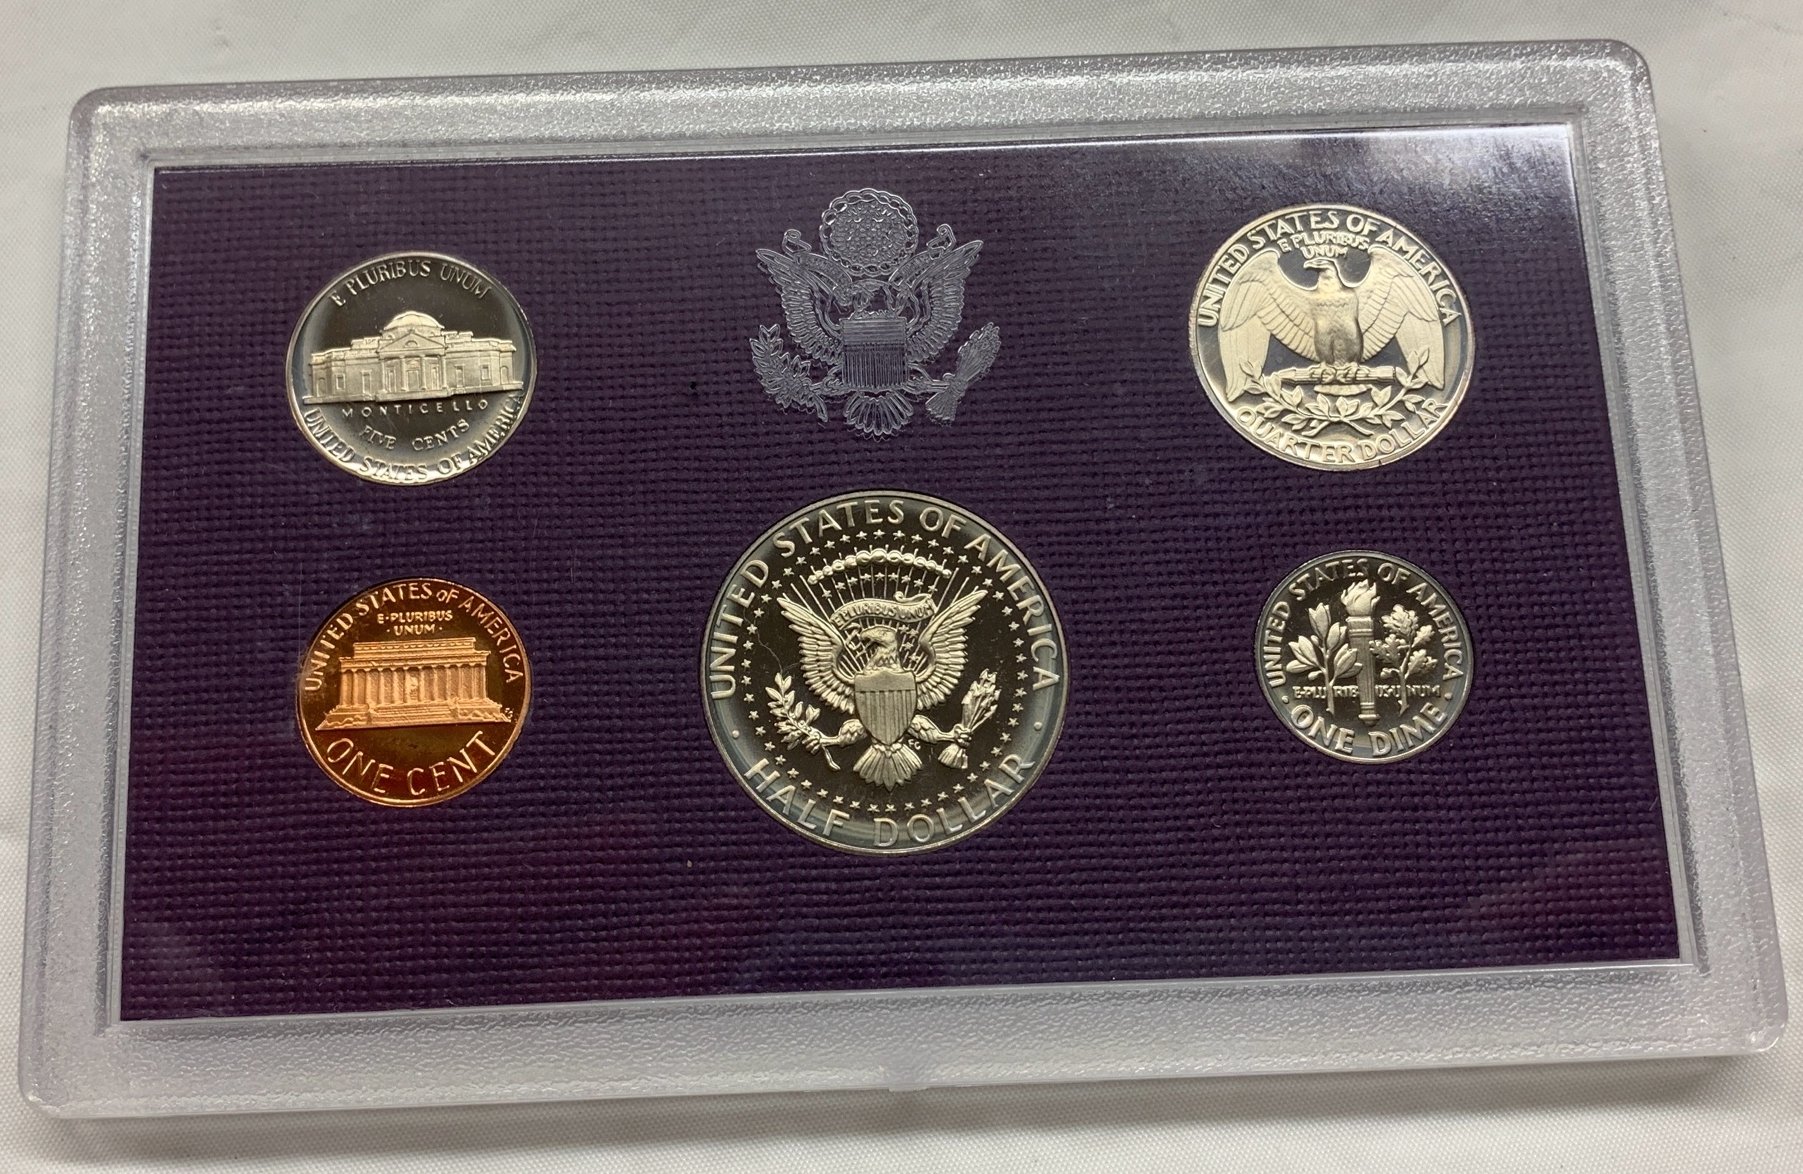 E PLURIBUS UNUM
MONTICELLO
FIVE CENTS
UNITED STATES OF AMERICA
UNITED STATES OF AMERICA
E PLURIBUS
UNUM
QUARTER DOLLAR
UNITED STATES OF AMERICA
E·PLURIBUS
·UNUM·
ONE CENT
UNITED STATES OF AMERICA
E PLURIBUS UNUM
FG
· HALF DOLLAR ·
UNITED STATES OF AMERICA
E·PLURIBUS·UNUM
· ONE DIME ·